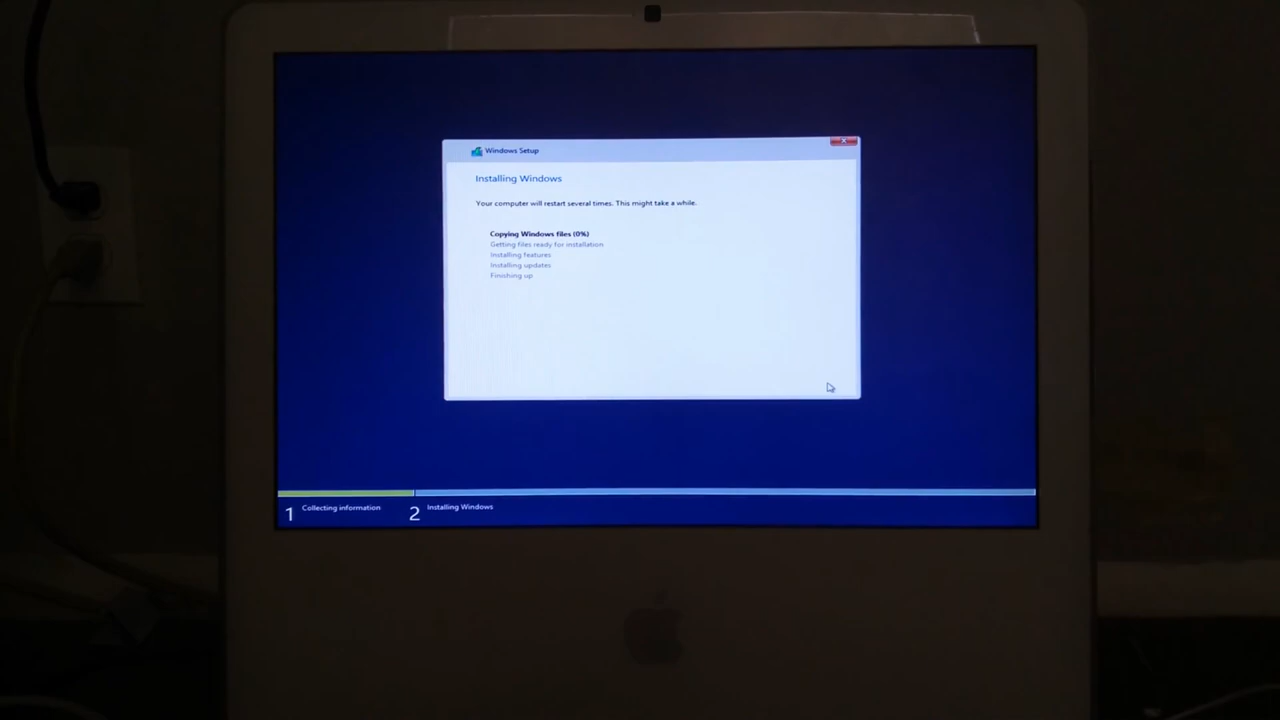 Windows Setup
Installing Windows
Your computer will restart several times. This might take a while.
Copying Windows files (0%)
Getting files ready for installation
Installing features
Installing updates
Finishing up
1 Collecting information
2 Installing Windows